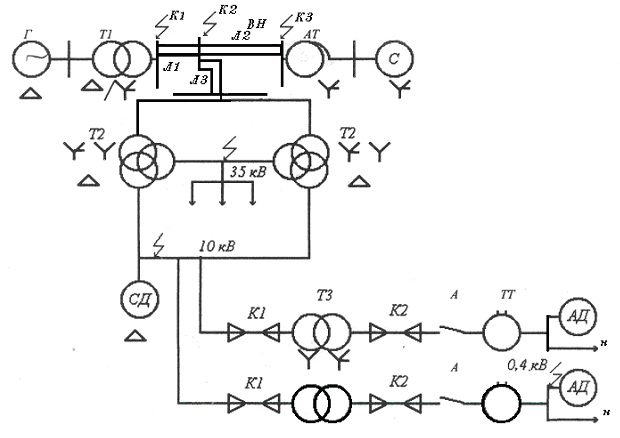 К1 К2 ВН К3
Г Т1 Л2 АТ
С
Л1 Л3
Т2 Т2
35 кВ
10 кВ
СД
К1 Т3 К2 А ТТ АД
н
К1 К2 А 0,4 кВ АД
н